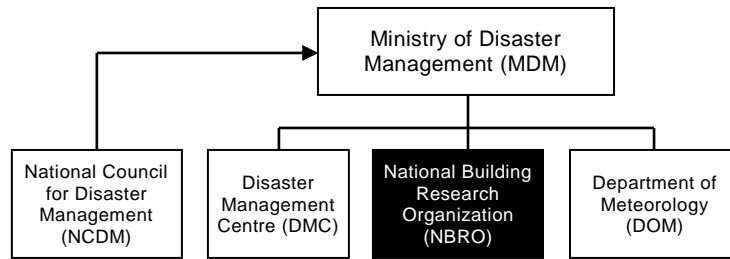 Ministry of Disaster
Management (MDM)
National Council
for Disaster
Management
(NCDM)
Disaster
Management
Centre (DMC)
National Building
Research
Organization
(NBRO)
Department of
Meteorology
(DOM)